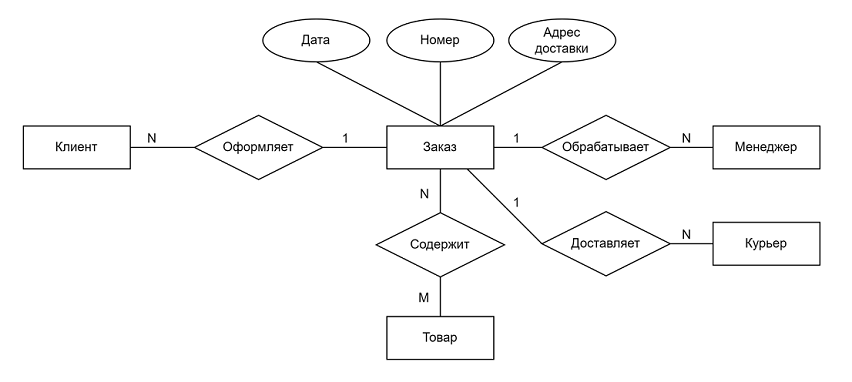 Дата
Номер
Адрес
доставки
Клиент
N
Оформляет
1
Заказ
1
Обрабатывает
N
Менеджер
N
1
Содержит
Доставляет
N
Курьер
M
Товар